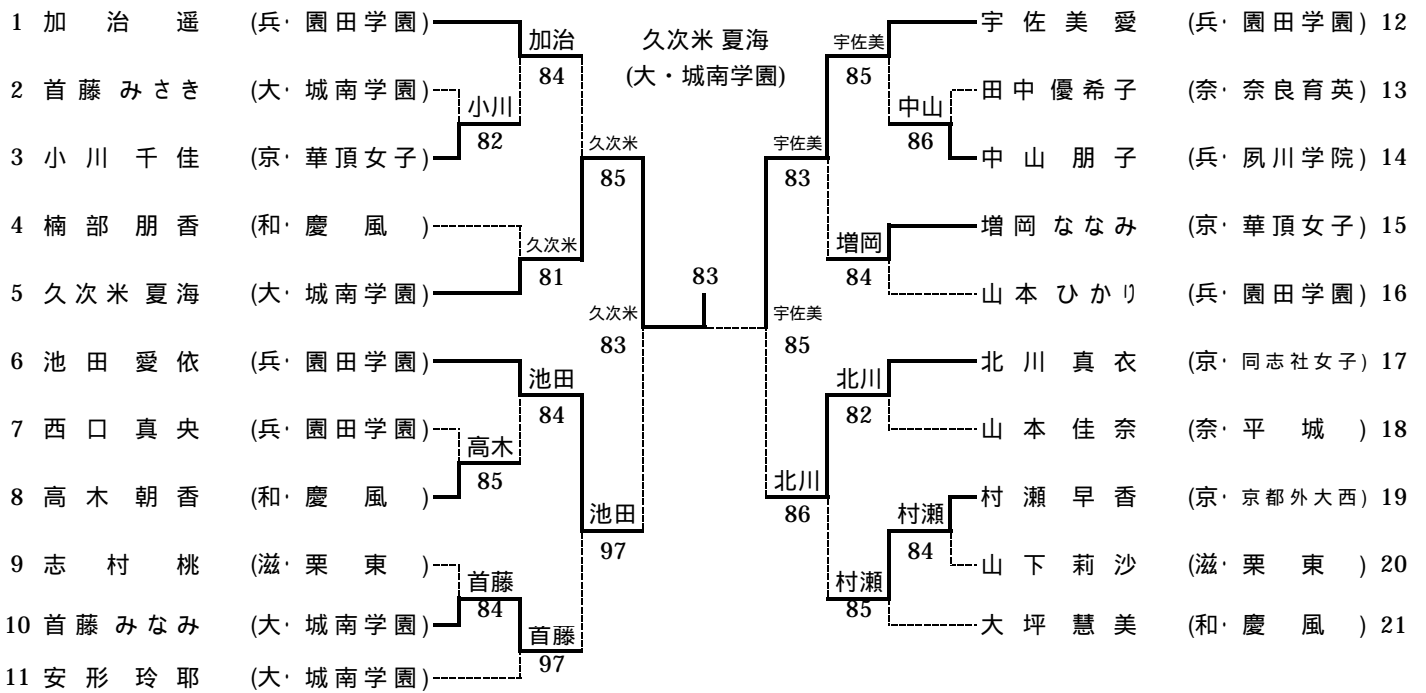 1 加治 遥 (兵・園田学園)
2 首藤 みさき (大・城南学園)
3 小川 千佳 (京・華頂女子)
4 楠部 朋香 (和・慶風)
5 久次米 夏海 (大・城南学園)
6 池田 愛依 (兵・園田学園)
7 西口 真央 (兵・園田学園)
8 高木 朝香 (和・慶風)
9 志村 桃 (滋・栗東)
10 首藤 みなみ (大・城南学園)
11 安形 玲耶 (大・城南学園)
加治
84
小川
82
久次米
85
久次米
81
久次米
83
池田
84
高木
85
池田
97
首藤
84
首藤
97
久次米 夏海
(大・城南学園)
83
宇佐美
85
中山
86
宇佐美
83
増岡
84
宇佐美
85
北川
82
北川
86
村瀬
84
村瀬
85
宇佐美 愛 (兵・園田学園) 12
田中 優希子 (奈・奈良育英) 13
中山 朋子 (兵・夙川学院) 14
増岡 ななみ (京・華頂女子) 15
山本 ひかり (兵・園田学園) 16
北川 真衣 (京・同志社女子) 17
山本 佳奈 (奈・平城) 18
村瀬 早香 (京・京都外大西) 19
山下 莉沙 (滋・栗東) 20
大坪 慧美 (和・慶風) 21